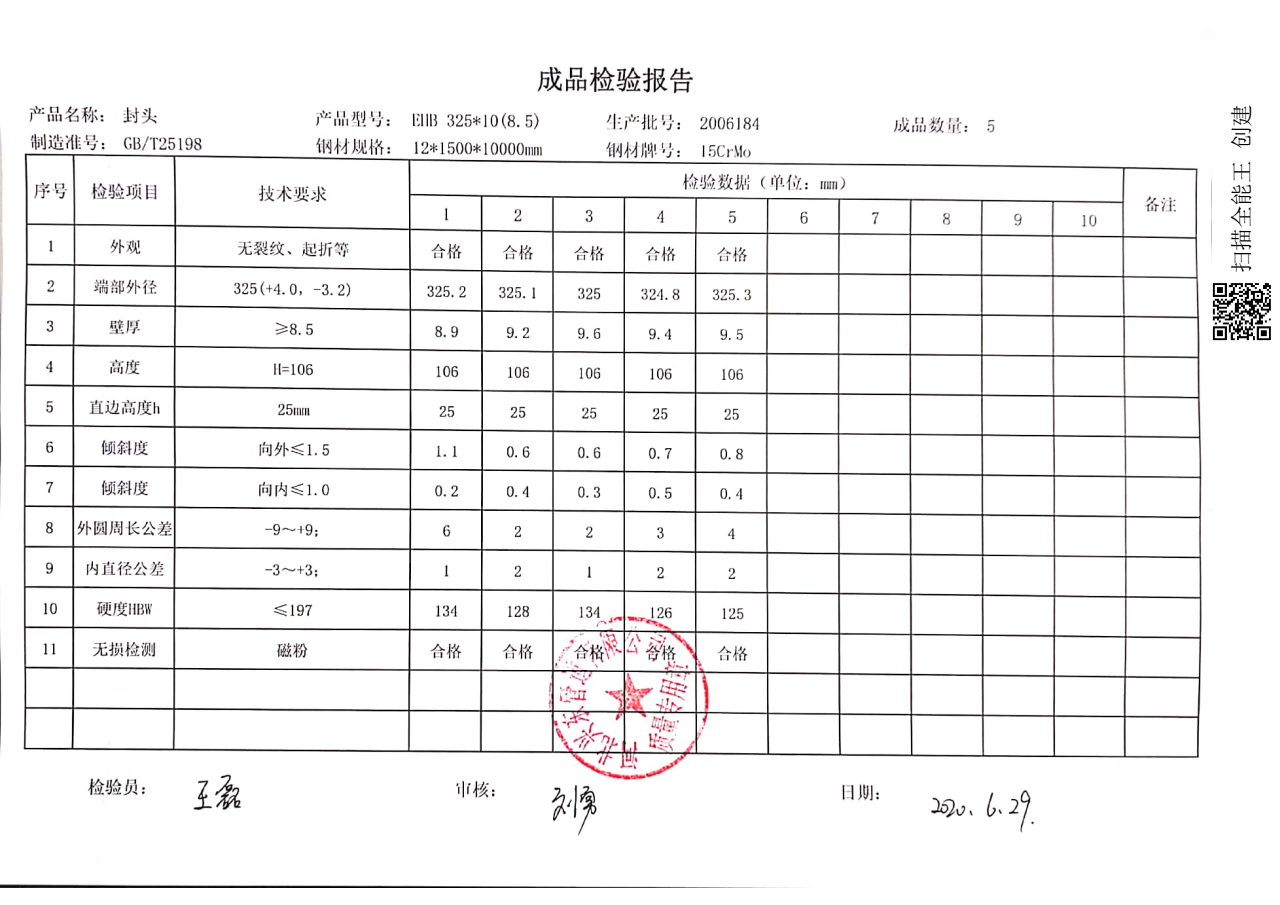 成品检验报告
产品名称： 封头 产品型号： EHB 325*10(8.5) 生产批号： 2006184 成品数量： 5
制造准号： GB/T25198 钢材规格： 12*1500*10000mm 钢材牌号： 15CrMo
序号 检验项目 技术要求 检验数据（单位：mm） 备注
1 2 3 4 5 6 7 8 9 10
1 外观 无裂纹、起折等 合格 合格 合格 合格 合格
2 端部外径 325(+4.0, -3.2) 325.2 325.1 325 324.8 325.3
3 壁厚 ≥8.5 8.9 9.2 9.6 9.4 9.5
4 高度 H=106 106 106 106 106 106
5 直边高度h 25mm 25 25 25 25 25
6 倾斜度 向外≤1.5 1.1 0.6 0.6 0.7 0.8
7 倾斜度 向内≤1.0 0.2 0.4 0.3 0.5 0.4
8 外圆周长公差 -9～+9; 6 2 2 3 4
9 内直径公差 -3～+3; 1 2 1 2 2
10 硬度HBW ≤197 134 128 134 126 125
11 无损检测 磁粉 合格 合格 合格 合格 合格
检验员： 王磊 审核： 刘勇 日期： 2020.6.29.
扫描全能王 创建